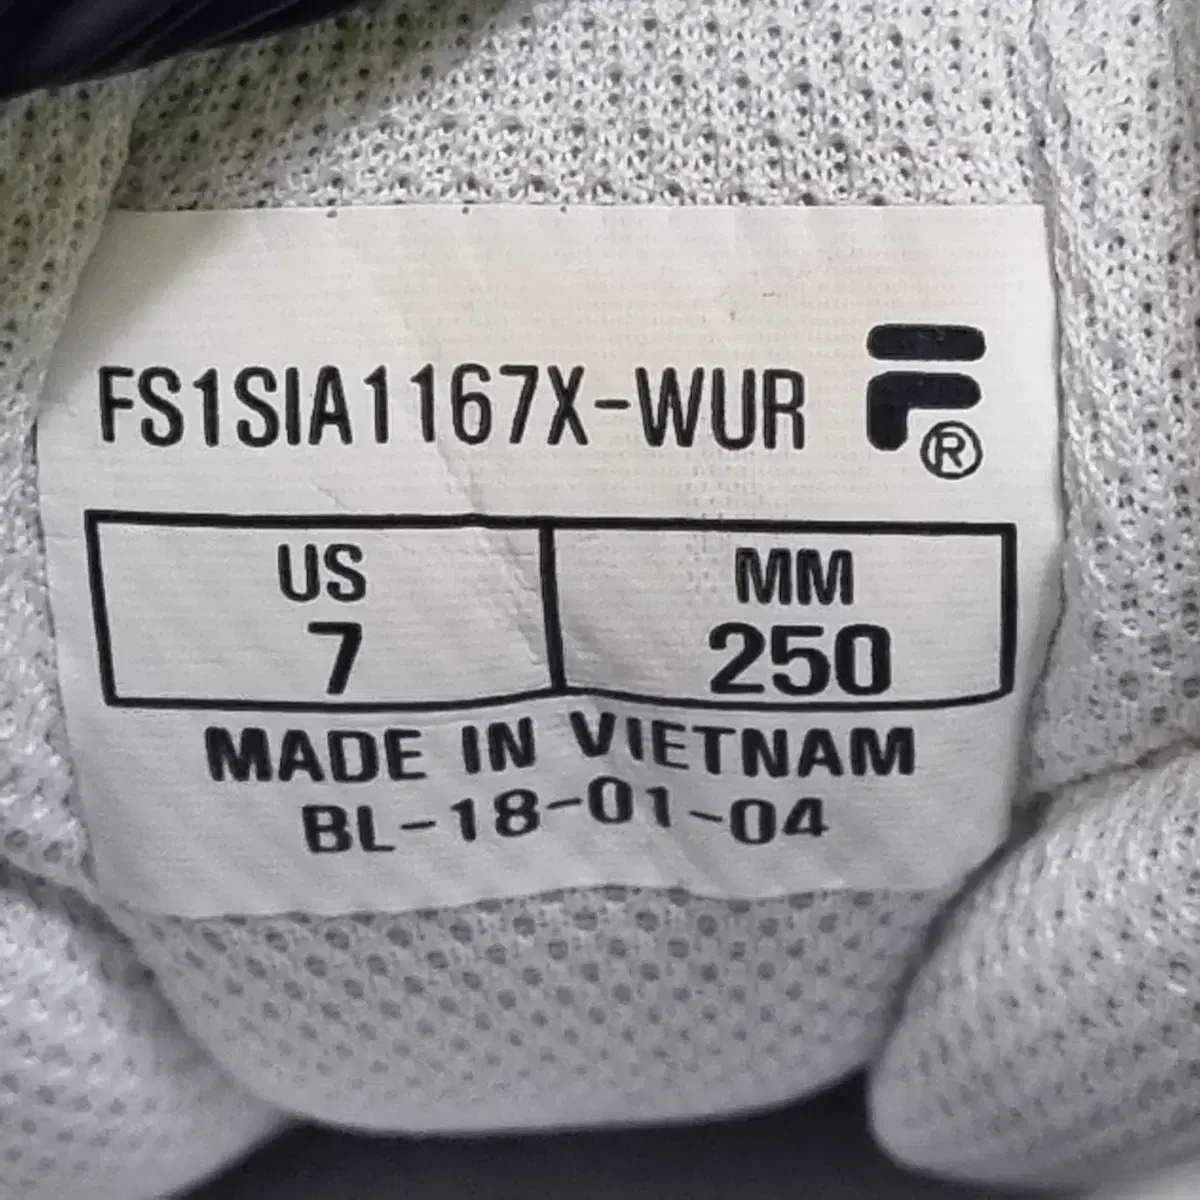 FS1SIA1167X-WUR
®
US MM
7 250
MADE IN VIETNAM
BL-18-01-04